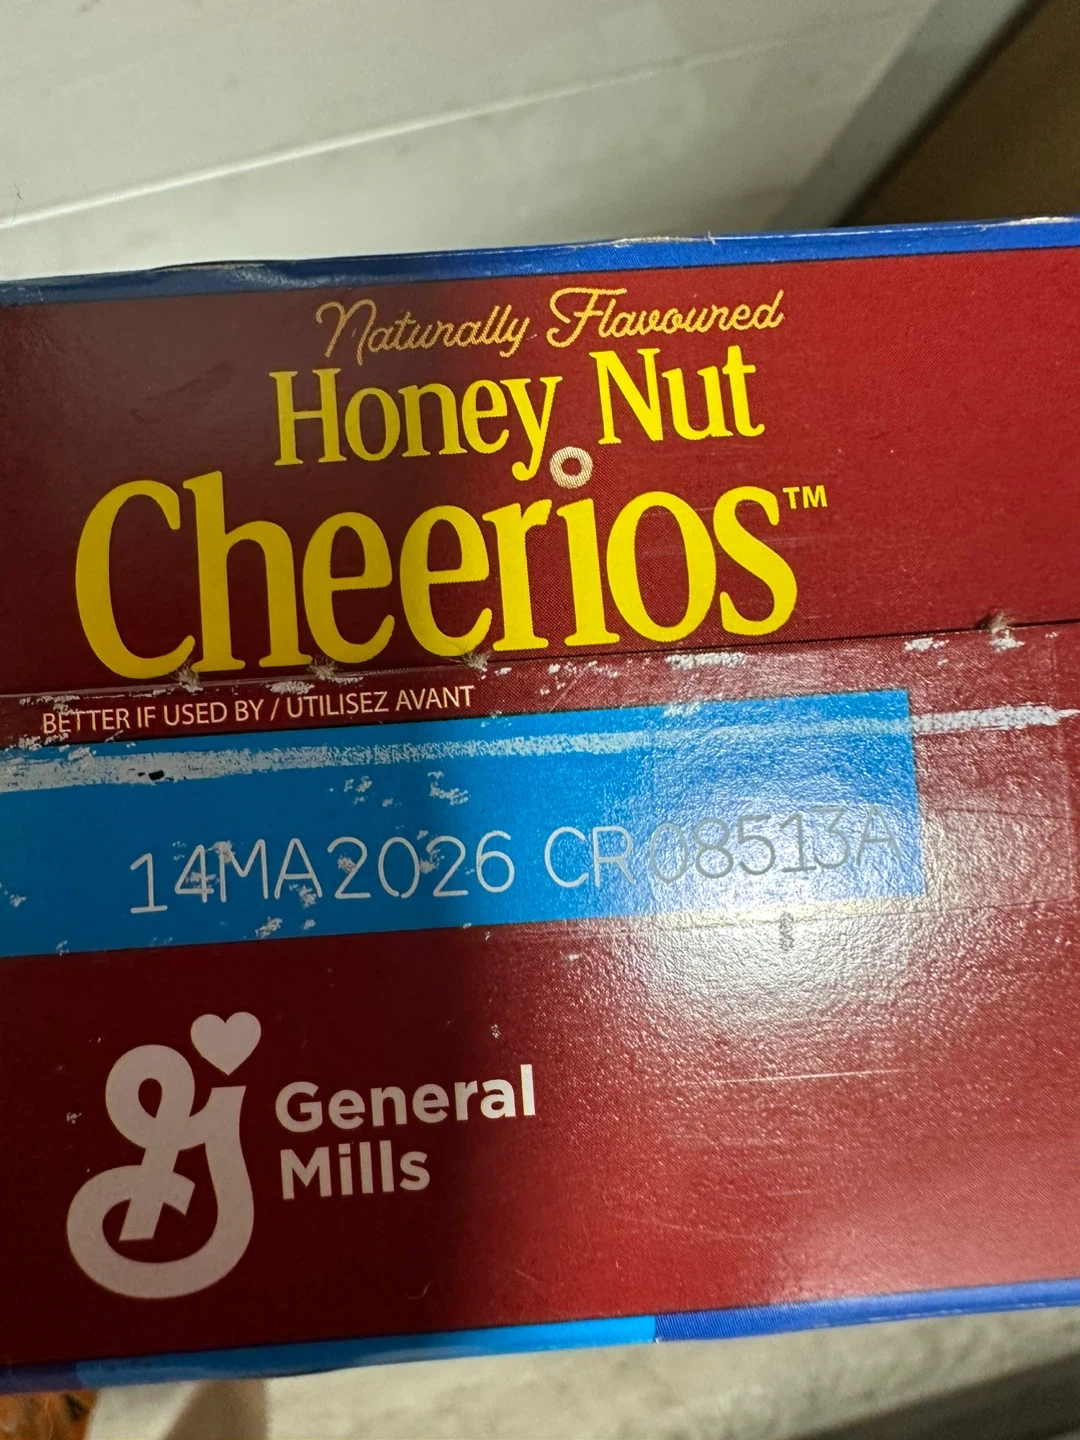 Naturally Flavoured
Honey Nut
Cheerios™
BETTER IF USED BY / UTILISEZ AVANT
14MA2026 CR08513A
General
Mills